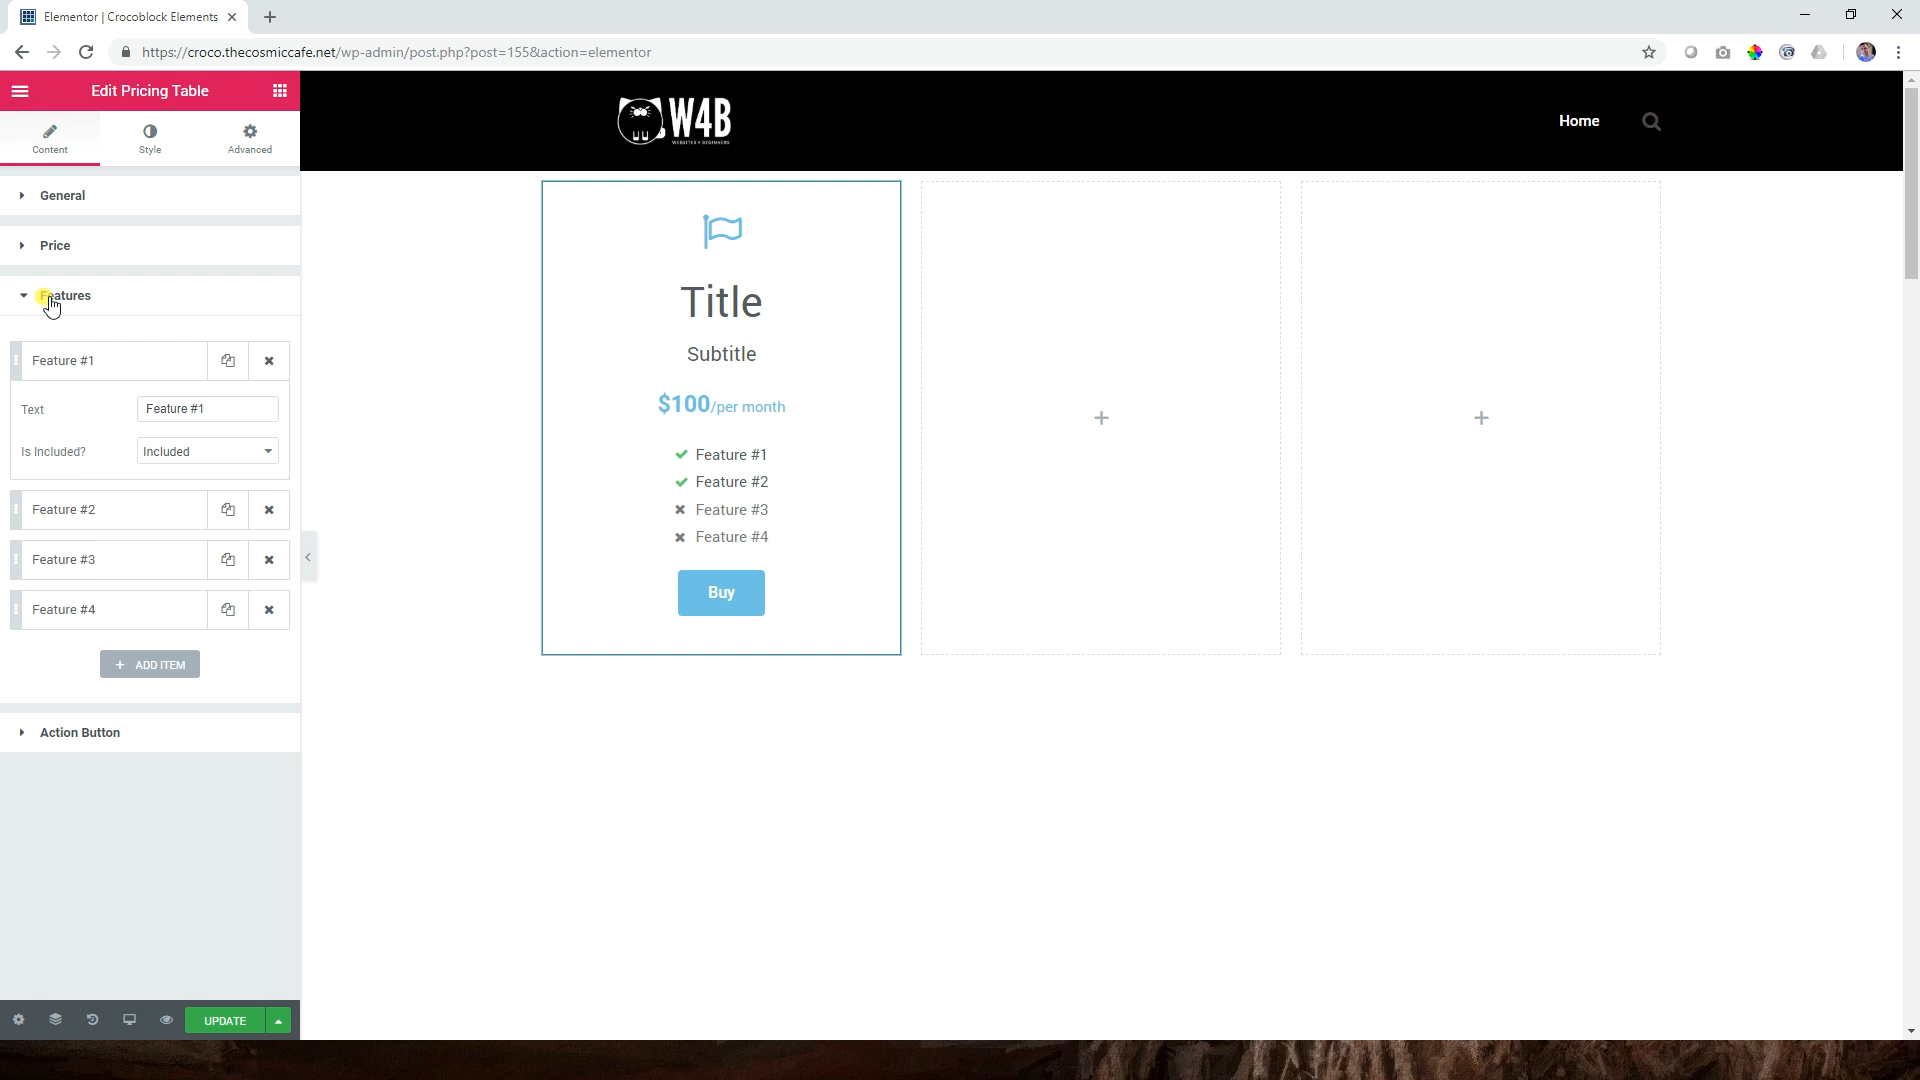 Elementor | Crocoblock Elements
https://croco.thecosmiccafe.net/wp-admin/post.php?post=155&action=elementor
Edit Pricing Table
Content
Style
Advanced
General
Price
Features
Feature #1
Text
Feature #1
Is Included?
Included
Feature #2
Feature #3
Feature #4
+ ADD ITEM
Action Button
UPDATE
W4B
WEBSITES 4 BEGINNERS
Home
Title
Subtitle
$100/per month
Feature #1
Feature #2
Feature #3
Feature #4
Buy